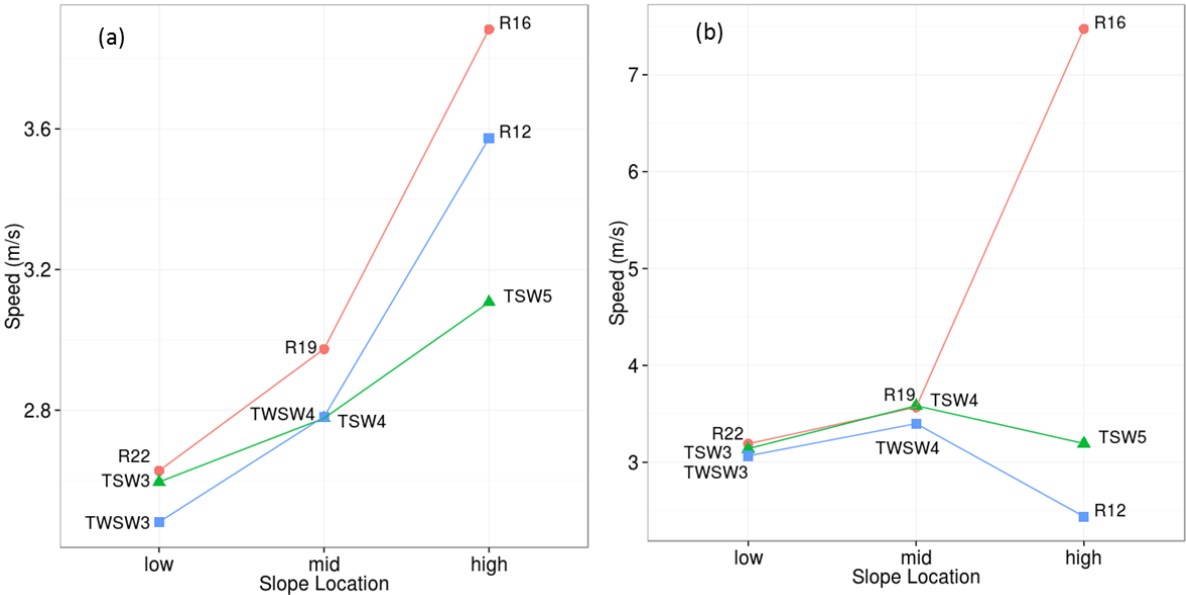 (a)
R16
R12
3.6
3.2
TSW5
R19
2.8
TWSW4
TSW4
R22
TSW3
TWSW3
Speed (m/s)
low
mid
high
Slope Location
(b)
R16
7
6
5
4
3
R19
TSW4
R22
TSW3
TWSW3
TWSW4
TSW5
R12
Speed (m/s)
low
mid
high
Slope Location